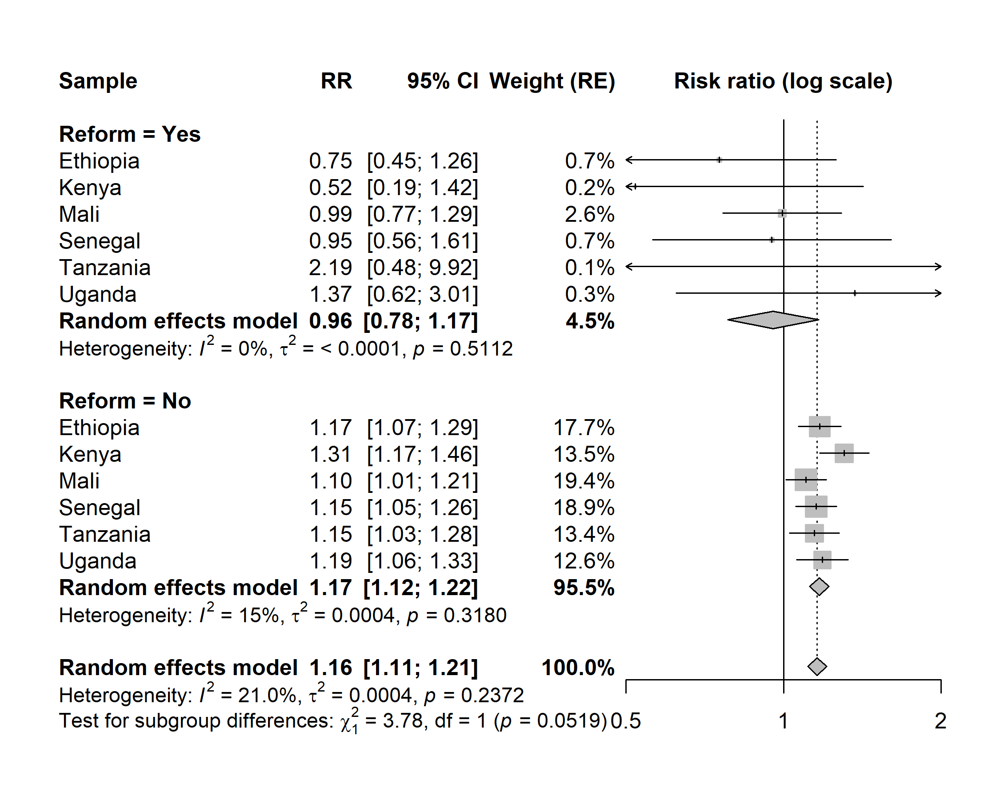 Sample RR 95% CI Weight (RE) Risk ratio (log scale)
Reform = Yes
Ethiopia 0.75 [0.45; 1.26] 0.7%
Kenya 0.52 [0.19; 1.42] 0.2%
Mali 0.99 [0.77; 1.29] 2.6%
Senegal 0.95 [0.56; 1.61] 0.7%
Tanzania 2.19 [0.48; 9.92] 0.1%
Uganda 1.37 [0.62; 3.01] 0.3%
Random effects model 0.96 [0.78; 1.17] 4.5%
Heterogeneity: I² = 0%, τ² = < 0.0001, p = 0.5112
Reform = No
Ethiopia 1.17 [1.07; 1.29] 17.7%
Kenya 1.31 [1.17; 1.46] 13.5%
Mali 1.10 [1.01; 1.21] 19.4%
Senegal 1.15 [1.05; 1.26] 18.9%
Tanzania 1.15 [1.03; 1.28] 13.4%
Uganda 1.19 [1.06; 1.33] 12.6%
Random effects model 1.17 [1.12; 1.22] 95.5%
Heterogeneity: I² = 15%, τ² = 0.0004, p = 0.3180
Random effects model 1.16 [1.11; 1.21] 100.0%
Heterogeneity: I² = 21.0%, τ² = 0.0004, p = 0.2372
Test for subgroup differences: χ²₁ = 3.78, df = 1 (p = 0.0519) 0.5 1 2